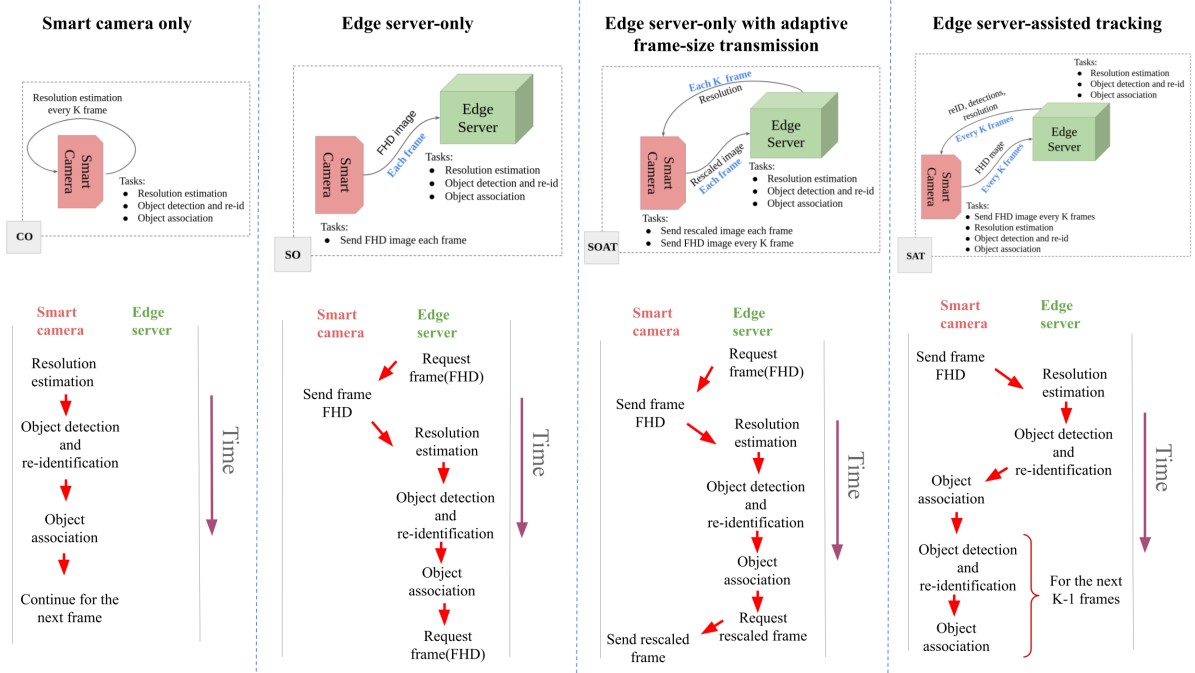 Smart camera only
Resolution estimation
every K frame
Smart
Camera
Tasks:
● Resolution estimation
● Object detection and re-id
● Object association
CO
Smart
camera
Edge
server
Resolution
estimation
Object detection
and
re-identification
Object
association
Continue for the
next frame
Time
Edge server-only
FHD image
Each frame
Edge
Server
Smart
Camera
Tasks:
● Resolution estimation
● Object detection and re-id
● Object association
Tasks:
● Send FHD image each frame
SO
Smart
camera
Edge
server
Request
frame(FHD)
Send frame
FHD
Resolution
estimation
Object detection
and
re-identification
Object
association
Request
frame(FHD)
Time
Edge server-only with adaptive
frame-size transmission
Each K frame
Resolution
Edge
Server
Smart
Camera
Rescaled image
Each frame
Tasks:
● Resolution estimation
● Object detection and re-id
● Object association
Tasks:
● Send rescaled image each frame
● Send FHD image every K frame
SOAT
Smart
camera
Edge
server
Request
frame(FHD)
Send frame
FHD
Resolution
estimation
Object detection
and
re-identification
Object
association
Request
rescaled frame
Send rescaled
frame
Time
Edge server-assisted tracking
Tasks:
● Resolution estimation
● Object detection and re-id
● Object association
reID, detections,
resolution
Every K frames
Edge
Server
FHD mage
Every K frames
Smart
Camera
Tasks:
● Send FHD image every K frames
● Resolution estimation
● Object detection and re-id
● Object association
SAT
Smart
camera
Edge
server
Send frame
FHD
Resolution
estimation
Object detection
and
re-identification
Object
association
Object detection
and
re-identification
Object
association
For the next
K-1 frames
Time